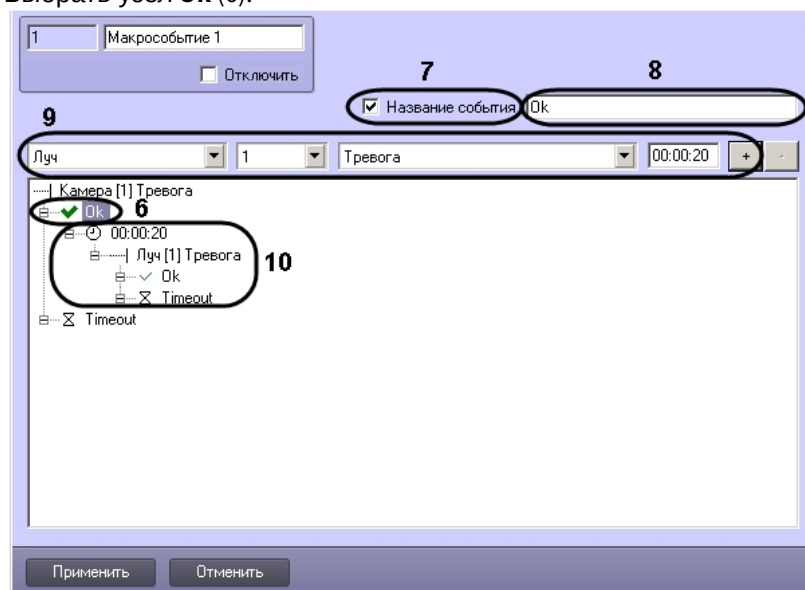 Выбрать узел Ok (6).
1 Макрособытие 1
Отключить
7 8
Название события Ok
9
Луч 1 Тревога 00:00:20 + -
Камера [1] Тревога
Ok 6
00:00:20
Луч [1] Тревога
10
Ok
Timeout
Timeout
Применить Отменить